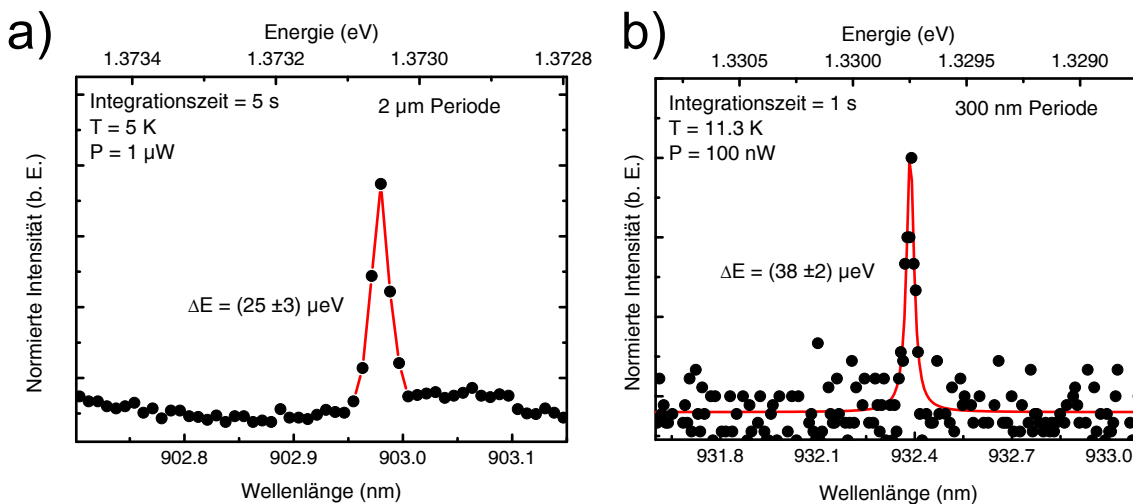 a)
Energie (eV)
1.3734 1.3732 1.3730 1.3728
Integrationszeit = 5 s
2 µm Periode
T = 5 K
P = 1 µW
ΔE = (25 ±3) µeV
Normierte Intensität (b. E.)
902.8 902.9 903.0 903.1
Wellenlänge (nm)
b)
Energie (eV)
1.3305 1.3300 1.3295 1.3290
Integrationszeit = 1 s
300 nm Periode
T = 11.3 K
P = 100 nW
ΔE = (38 ±2) µeV
Normierte Intensität (b. E.)
931.8 932.1 932.4 932.7 933.0
Wellenlänge (nm)